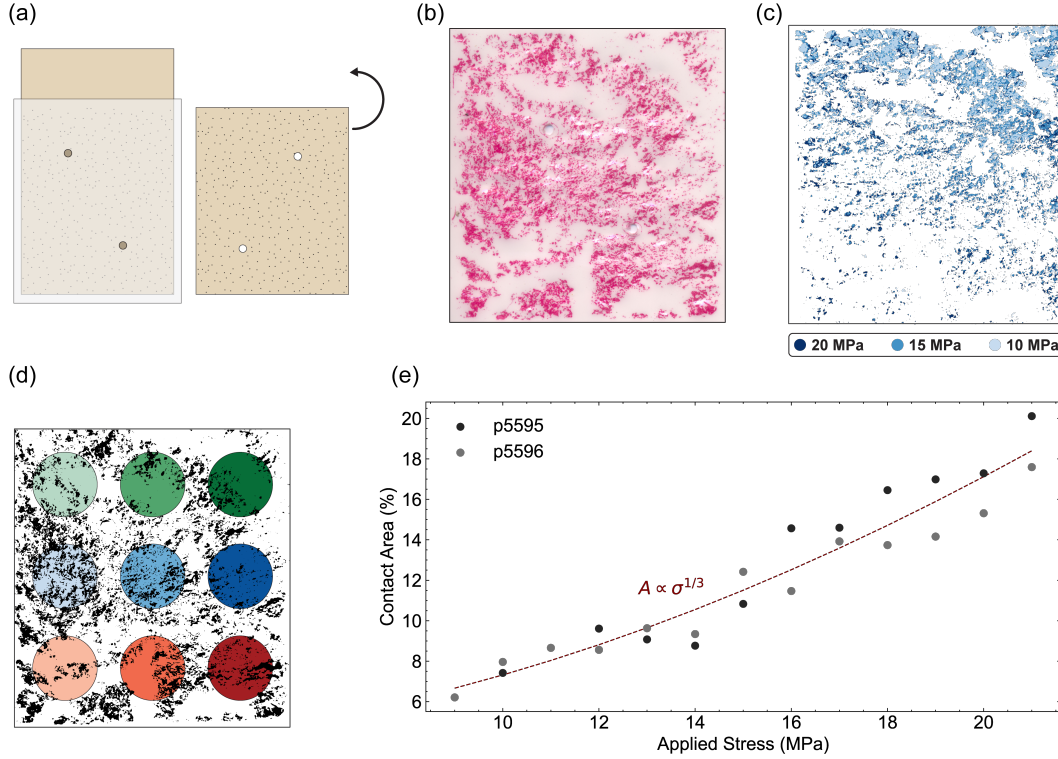 (a)
(b)
(c)
20 MPa 15 MPa 10 MPa
(d)
(e)
p5595
p5596
A ∝ σ^{1/3}
Contact Area (%)
20
18
16
14
12
10
8
6
10 12 14 16 18 20
Applied Stress (MPa)